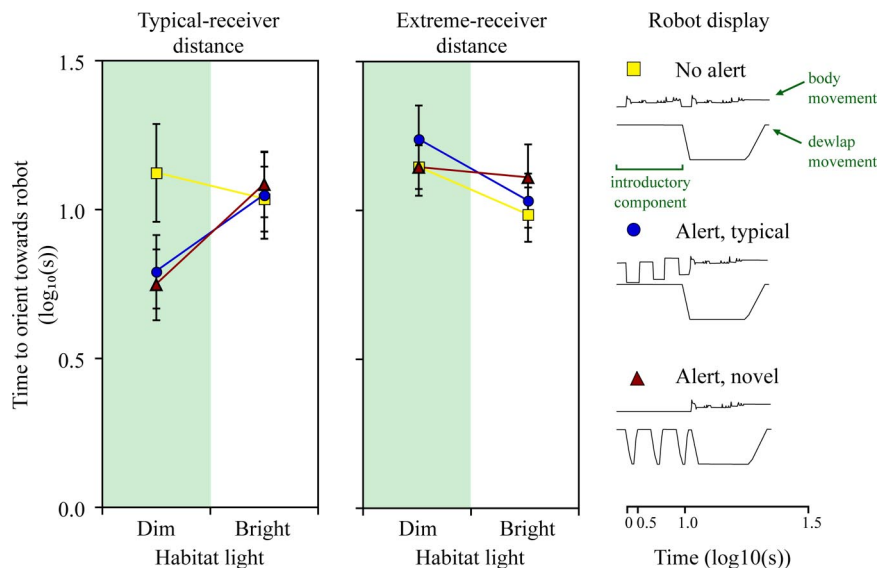 Typical-receiver
distance
Extreme-receiver
distance
Robot display
1.5
1.0
0.5
0.0
Time to orient towards robot
(log₁₀(s))
Dim
Bright
Habitat light
Dim
Bright
Habitat light
No alert
body
movement
dewlap
movement
introductory
component
Alert, typical
Alert, novel
0 0.5
1.0
1.5
Time (log10(s))